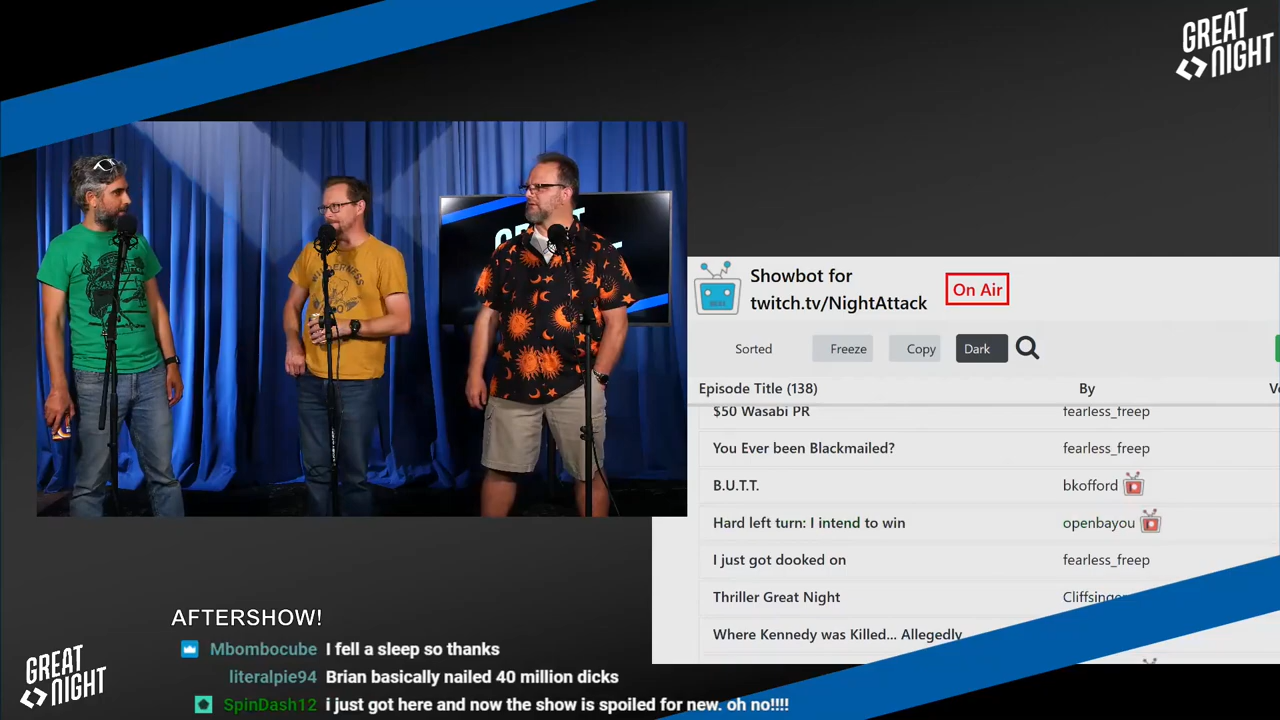 GREAT
NIGHT
Showbot for
twitch.tv/NightAttack
On Air
Sorted
Freeze
Copy
Dark
Episode Title (138)
By
$50 Wasabi PR
fearless_freep
You Ever been Blackmailed?
fearless_freep
B.U.T.T.
bkofford
Hard left turn: I intend to win
openbayou
I just got dooked on
fearless_freep
Thriller Great Night
Where Kennedy was Killed... Allegedly
AFTERSHOW!
Mbombocube I fell a sleep so thanks
literalpie94 Brian basically nailed 40 million dicks
SpinDash12 i just got here and now the show is spoiled for new. oh no!!!!
GREAT
NIGHT